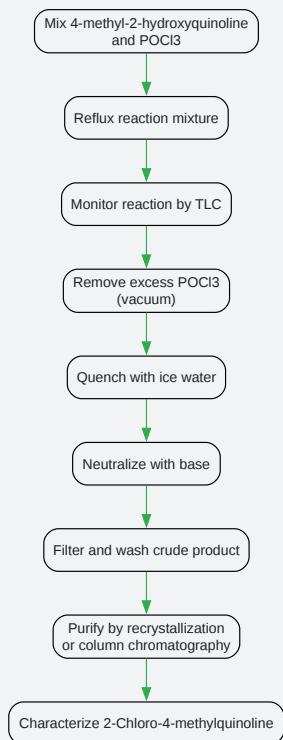 Mix 4-methyl-2-hydroxyquinoline
and POCl3
Reflux reaction mixture
Monitor reaction by TLC
Remove excess POCl3
(vacuum)
Quench with ice water
Neutralize with base
Filter and wash crude product
Purify by recrystallization
or column chromatography
Characterize 2-Chloro-4-methylquinoline